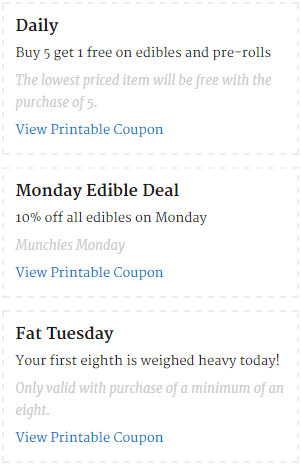 Daily
Buy 5 get 1 free on edibles and pre-rolls
The lowest priced item will be free with the
purchase of 5.
View Printable Coupon
Monday Edible Deal
10% off all edibles on Monday
Munchies Monday
View Printable Coupon
Fat Tuesday
Your first eighth is weighed heavy today!
Only valid with purchase of a minimum of an
eight.
View Printable Coupon